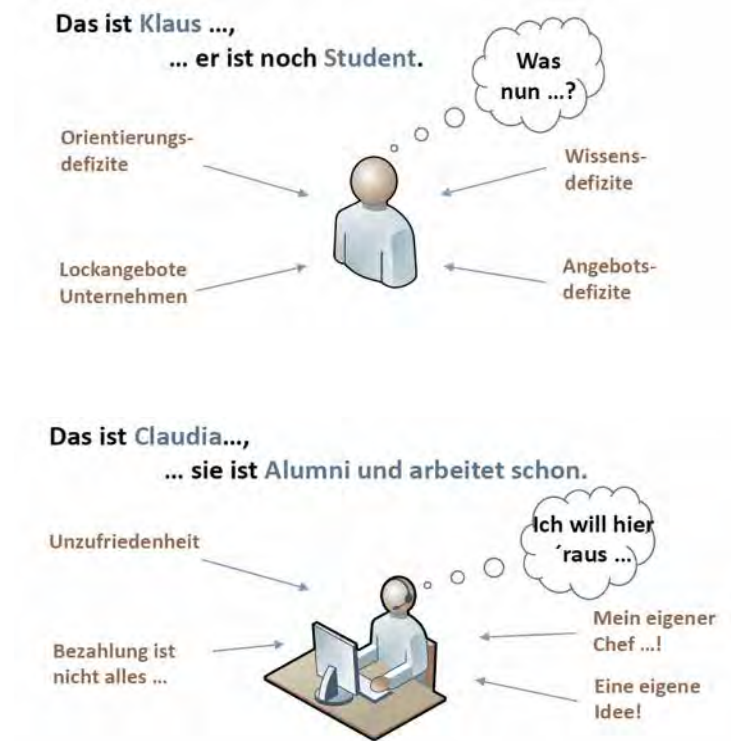 Das ist Klaus ...,
... er ist noch Student.
Was
nun ...?
Orientierungs-
defizite
Wissens-
defizite
Lockangebote
Unternehmen
Angebots-
defizite
Das ist Claudia...,
... sie ist Alumni und arbeitet schon.
Ich will hier
´raus ...
Unzufriedenheit
Mein eigener
Chef ...!
Bezahlung ist
nicht alles ...
Eine eigene
Idee!